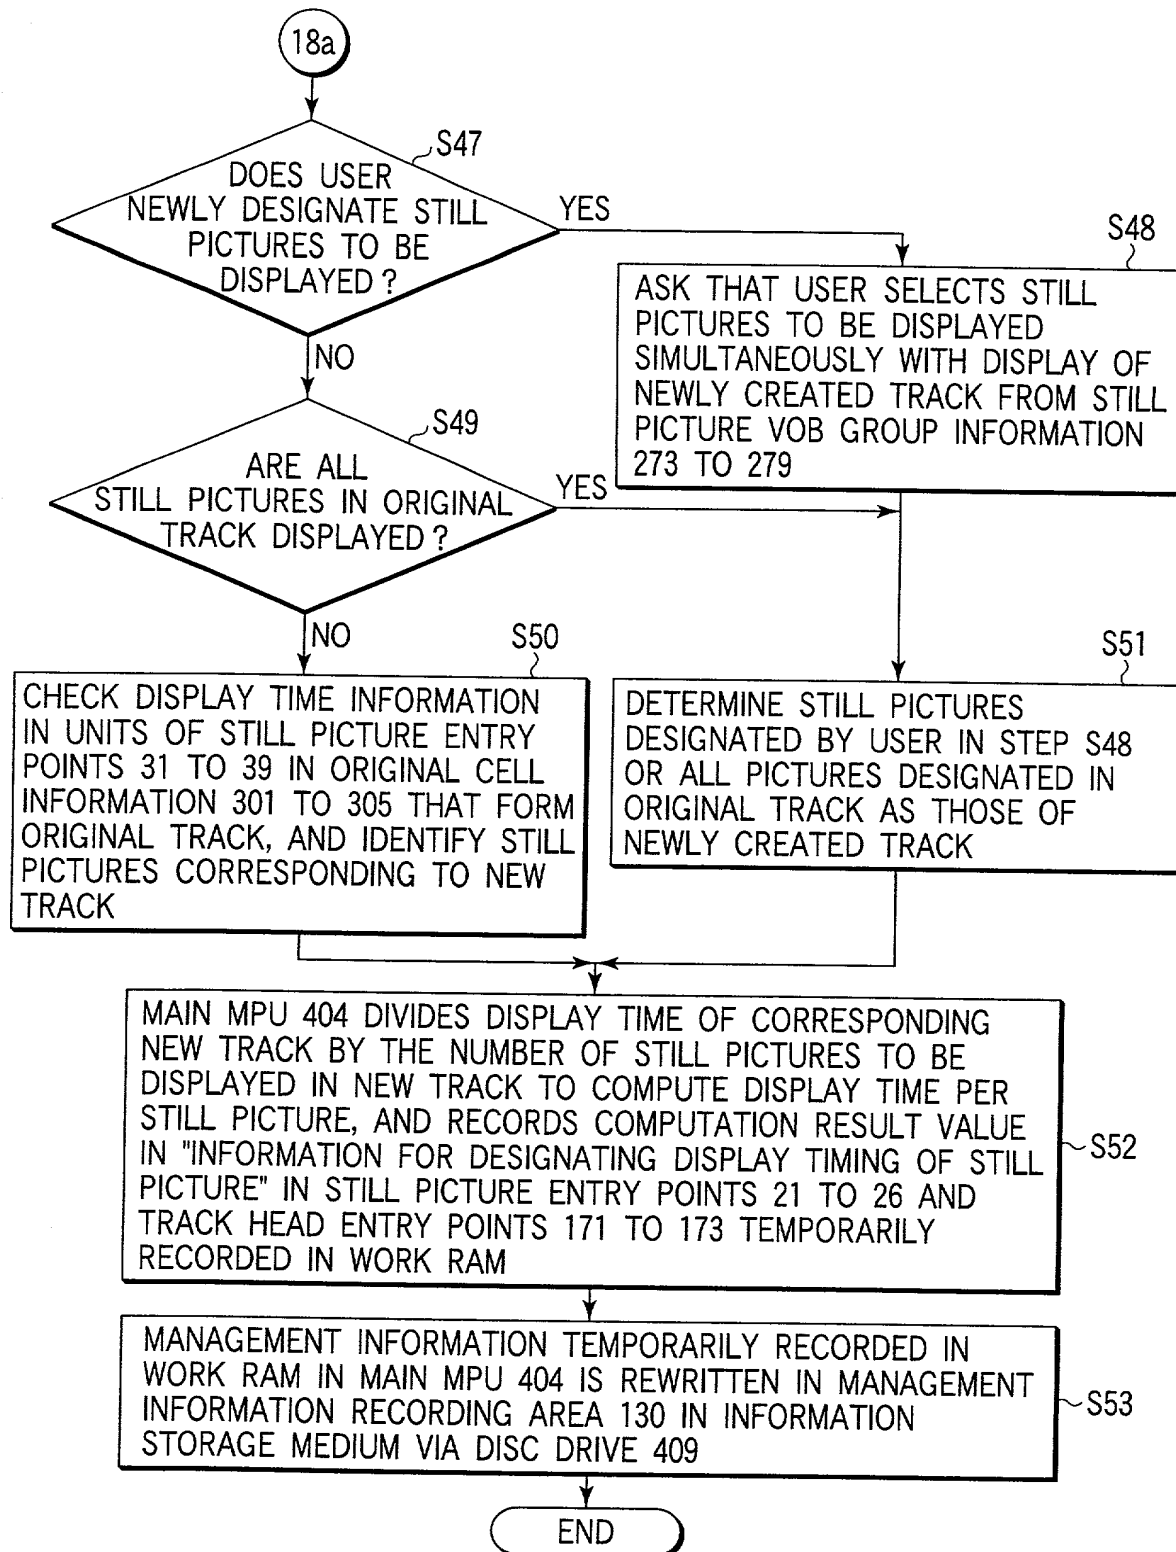 18a
S47
DOES USER
NEWLY DESIGNATE STILL
PICTURES TO BE
DISPLAYED?
YES
NO
S48
ASK THAT USER SELECTS STILL
PICTURES TO BE DISPLAYED
SIMULTANEOUSLY WITH DISPLAY OF
NEWLY CREATED TRACK FROM STILL
PICTURE VOB GROUP INFORMATION
273 TO 279
S49
ARE ALL
STILL PICTURES IN ORIGINAL
TRACK DISPLAYED?
YES
NO
S50
CHECK DISPLAY TIME INFORMATION
IN UNITS OF STILL PICTURE ENTRY
POINTS 31 TO 39 IN ORIGINAL CELL
INFORMATION 301 TO 305 THAT FORM
ORIGINAL TRACK, AND IDENTIFY STILL
PICTURES CORRESPONDING TO NEW
TRACK
S51
DETERMINE STILL PICTURES
DESIGNATED BY USER IN STEP S48
OR ALL PICTURES DESIGNATED IN
ORIGINAL TRACK AS THOSE OF
NEWLY CREATED TRACK
MAIN MPU 404 DIVIDES DISPLAY TIME OF CORRESPONDING
NEW TRACK BY THE NUMBER OF STILL PICTURES TO BE
DISPLAYED IN NEW TRACK TO COMPUTE DISPLAY TIME PER
STILL PICTURE, AND RECORDS COMPUTATION RESULT VALUE
IN "INFORMATION FOR DESIGNATING DISPLAY TIMING OF STILL
PICTURE" IN STILL PICTURE ENTRY POINTS 21 TO 26 AND
TRACK HEAD ENTRY POINTS 171 TO 173 TEMPORARILY
RECORDED IN WORK RAM
S52
MANAGEMENT INFORMATION TEMPORARILY RECORDED IN
WORK RAM IN MAIN MPU 404 IS REWRITTEN IN MANAGEMENT
INFORMATION RECORDING AREA 130 IN INFORMATION
STORAGE MEDIUM VIA DISC DRIVE 409
S53
END